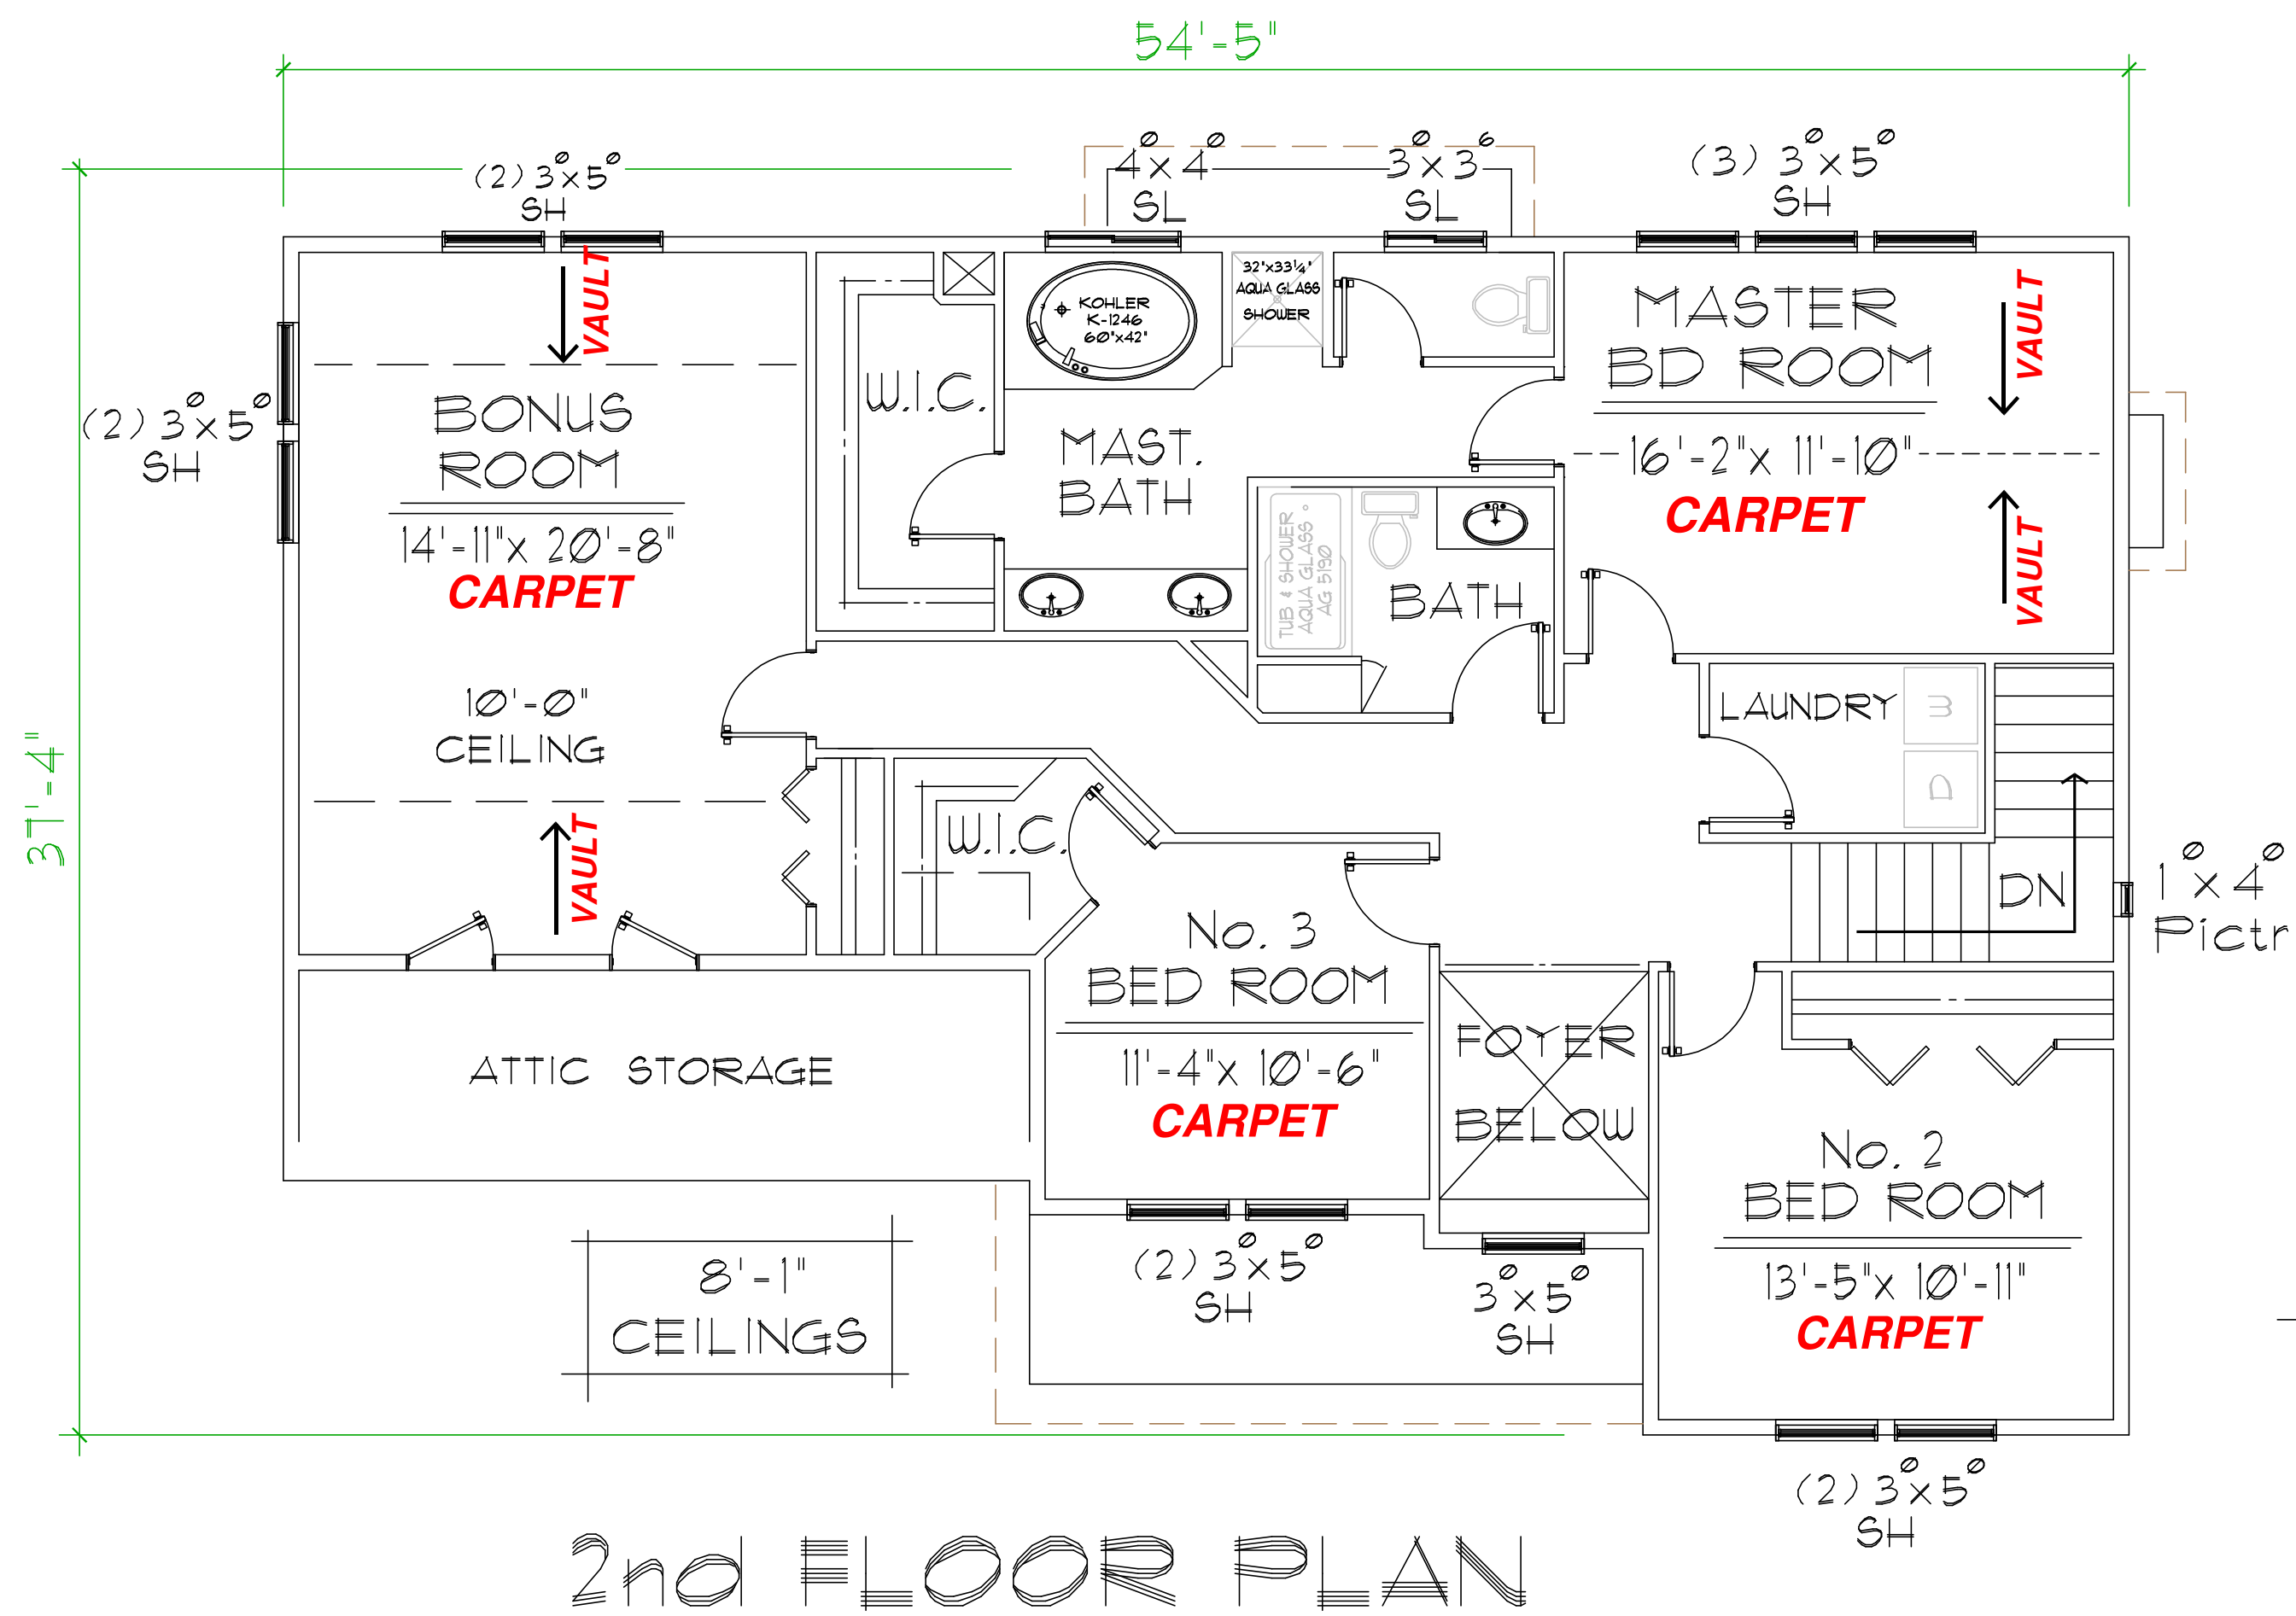 54'-5"
(2) 3⁰x5⁰
SH
4⁰x4⁰
SL
3⁰x3⁶
SL
(3) 3⁰x5⁰
SH
VAULT
KOHLER
K-1246
60"x42"
32"x33¼"
AQUA GLASS
SHOWER
MASTER
BD ROOM
16'-2"x 11'-10"
CARPET
VAULT
VAULT
(2) 3⁰x5⁰
SH
BONUS
ROOM
14'-11"x 20'-8"
CARPET
W.I.C.
MAST.
BATH
TUB & SHOWER
AQUA GLASS
AG 5190
BATH
10'-0"
CEILING
VAULT
LAUNDRY
W
D
37'-4"
W.I.C.
DN
1⁰x4⁰
Pictr
No. 3
BED ROOM
11'-4"x 10'-6"
CARPET
FOYER
BELOW
ATTIC STORAGE
No. 2
BED ROOM
13'-5"x 10'-11"
CARPET
(2) 3⁰x5⁰
SH
3⁰x5⁰
SH
8'-1"
CEILINGS
(2) 3⁰x5⁰
SH
2nd FLOOR PLAN